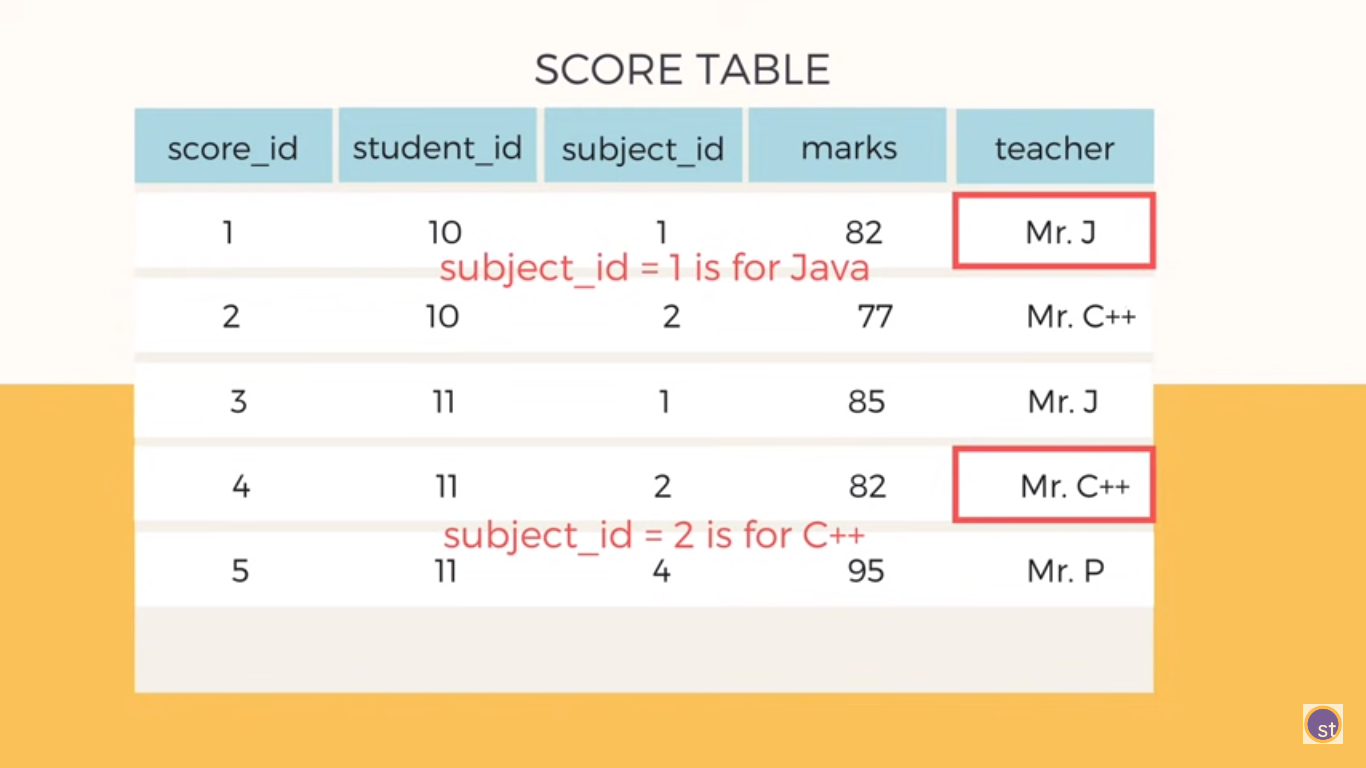 SCORE TABLE
score_id student_id subject_id marks teacher
1 10 1 82 Mr. J
subject_id = 1 is for Java
2 10 2 77 Mr. C++
3 11 1 85 Mr. J
4 11 2 82 Mr. C++
subject_id = 2 is for C++
5 11 4 95 Mr. P
st